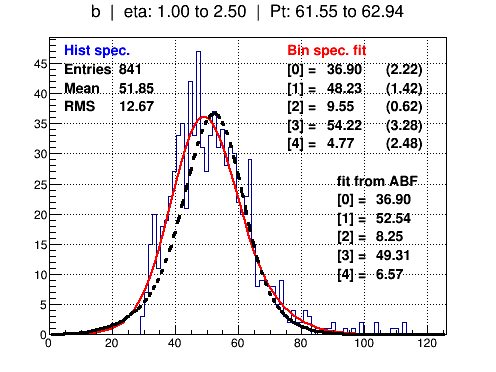 b | eta: 1.00 to 2.50 | Pt: 61.55 to 62.94
Hist spec.
Entries 841
Mean 51.85
RMS 12.67
Bin spec. fit
[0] = 36.90 (2.22)
[1] = 48.23 (1.42)
[2] = 9.55 (0.62)
[3] = 54.22 (3.28)
[4] = 4.77 (2.48)
fit from ABF
[0] = 36.90
[1] = 52.54
[2] = 8.25
[3] = 49.31
[4] = 6.57
45
40
35
30
25
20
15
10
5
0
0 20 40 60 80 100 120